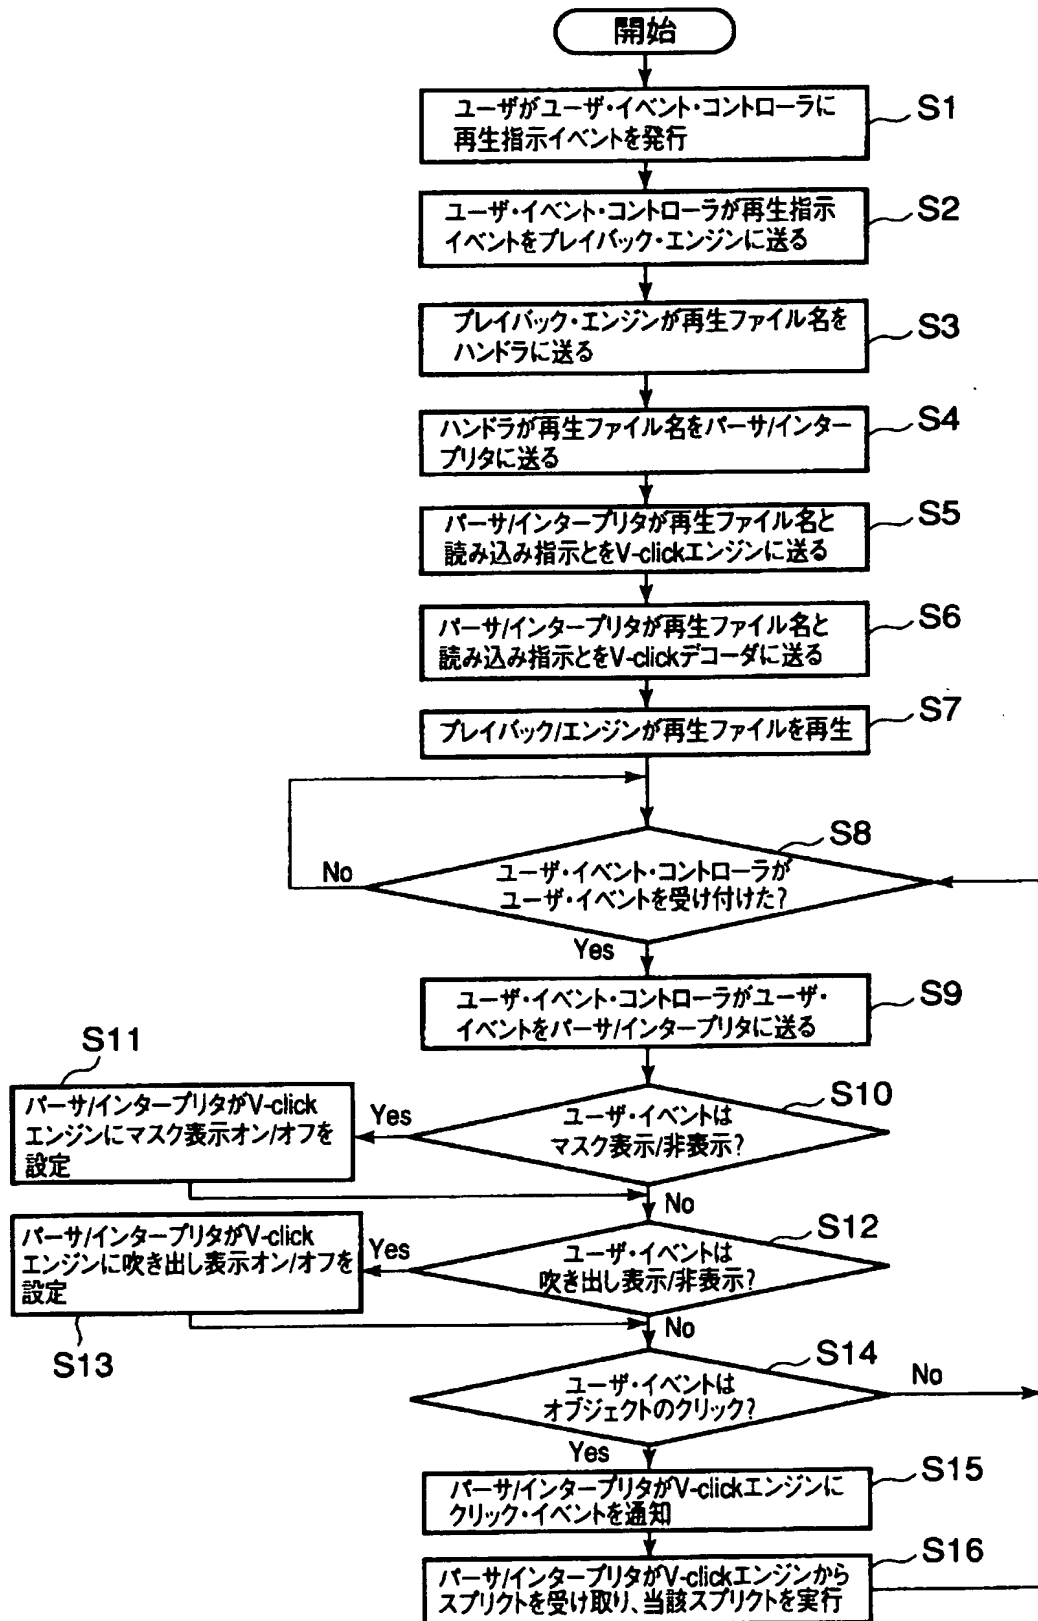 開始
ユーザがユーザ・イベント・コントローラに
再生指示イベントを発行
S1
ユーザ・イベント・コントローラが再生指示
イベントをプレイバック・エンジンに送る
S2
プレイバック・エンジンが再生ファイル名を
ハンドラに送る
S3
ハンドラが再生ファイル名をパーサ/インター
プリタに送る
S4
パーサ/インタープリタが再生ファイル名と
読み込み指示とをV-clickエンジンに送る
S5
パーサ/インタープリタが再生ファイル名と
読み込み指示とをV-clickデコーダに送る
S6
プレイバック/エンジンが再生ファイルを再生
S7
ユーザ・イベント・コントローラが
ユーザ・イベントを受け付けた?
S8
No
Yes
ユーザ・イベント・コントローラがユーザ・
イベントをパーサ/インタープリタに送る
S9
ユーザ・イベントは
マスク表示/非表示?
S10
Yes
No
S11
パーサ/インタープリタがV-click
エンジンにマスク表示オン/オフを
設定
ユーザ・イベントは
吹き出し表示/非表示?
S12
Yes
No
パーサ/インタープリタがV-click
エンジンに吹き出し表示オン/オフを
設定
S13
ユーザ・イベントは
オブジェクトのクリック?
S14
No
Yes
パーサ/インタープリタがV-clickエンジンに
クリック・イベントを通知
S15
パーサ/インタープリタがV-clickエンジンから
スプリクトを受け取り、当該スプリクトを実行
S16